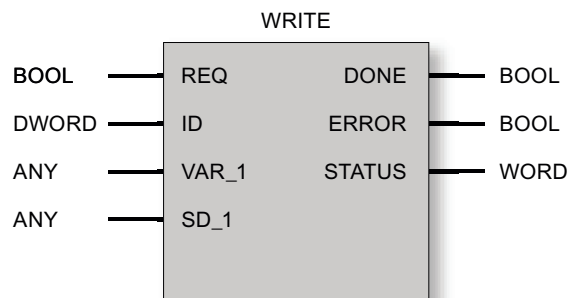 WRITE
BOOL REQ DONE BOOL
DWORD ID ERROR BOOL
ANY VAR_1 STATUS WORD
ANY SD_1